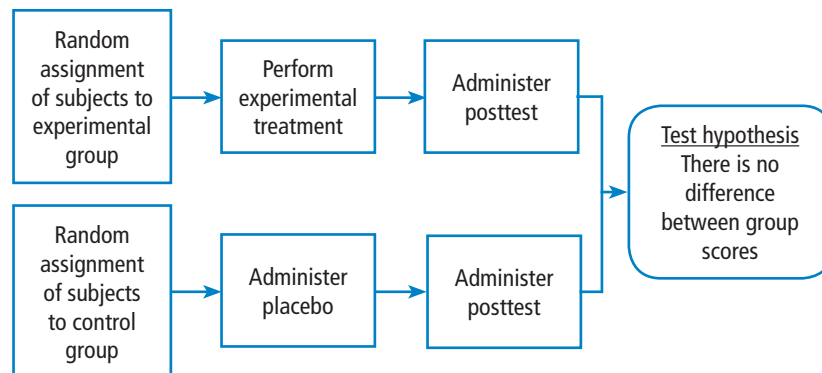 Random
assignment
of subjects to
experimental
group
Perform
experimental
treatment
Administer
posttest
Test hypothesis
There is no
difference
between group
scores
Random
assignment
of subjects
to control
group
Administer
placebo
Administer
posttest